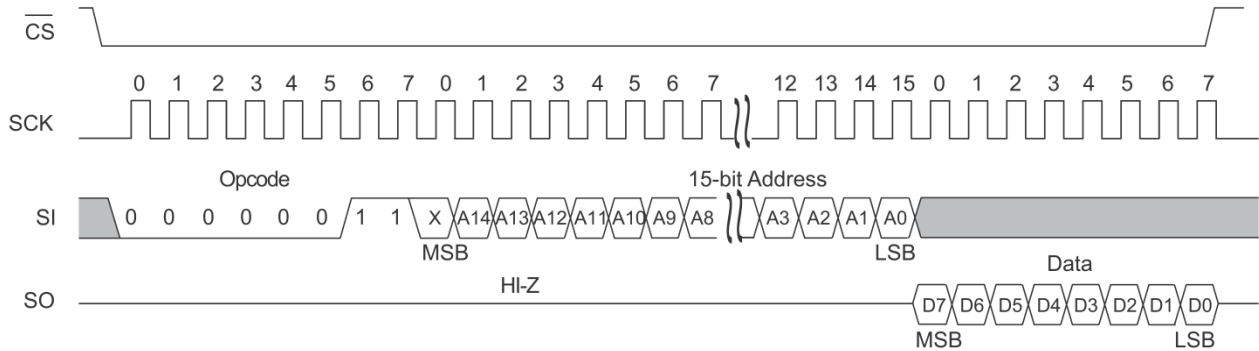 CS
0 1 2 3 4 5 6 7 0 1 2 3 4 5 6 7 12 13 14 15 0 1 2 3 4 5 6 7
SCK
Opcode 15-bit Address
SI 0 0 0 0 0 0 1 1 X A14 A13 A12 A11 A10 A9 A8 A3 A2 A1 A0
MSB LSB
HI-Z Data
SO D7 D6 D5 D4 D3 D2 D1 D0
MSB LSB